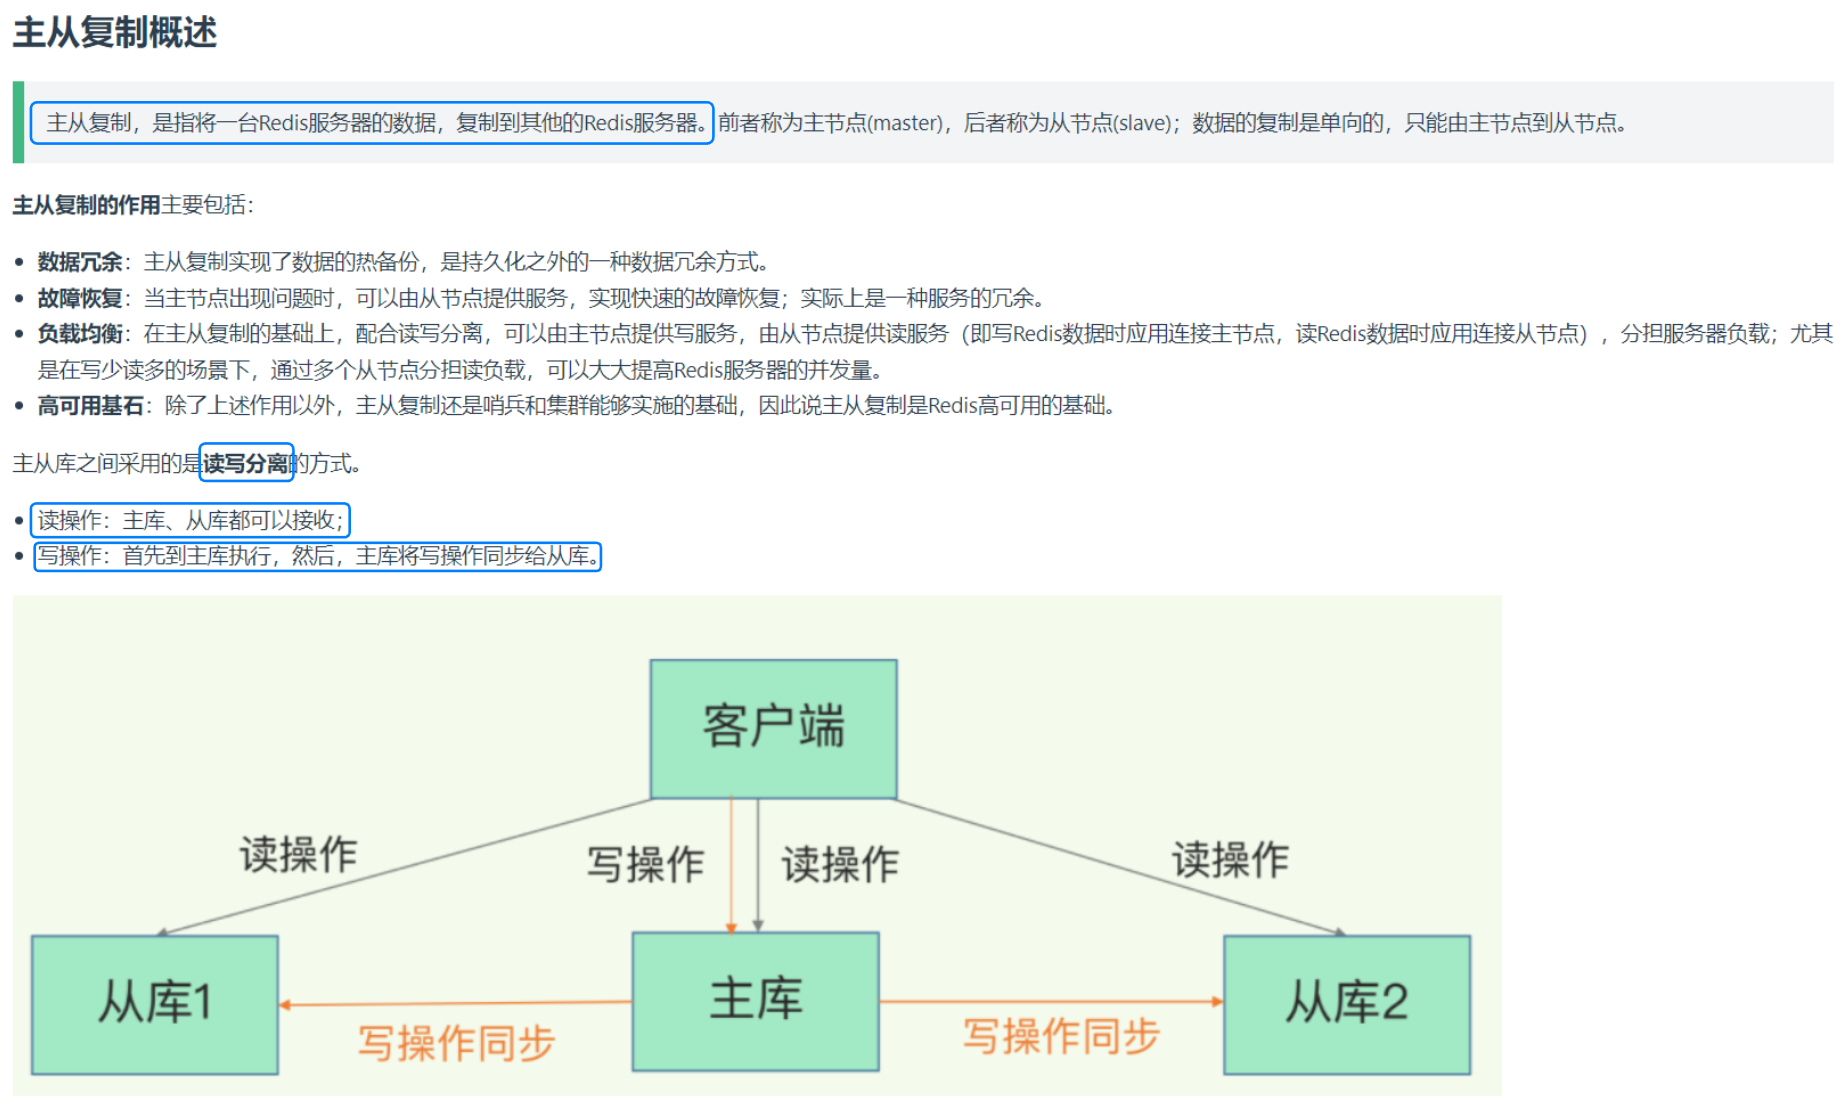 主从复制概述
主从复制，是指将一台Redis服务器的数据，复制到其他的Redis服务器。前者称为主节点(master)，后者称为从节点(slave)；数据的复制是单向的，只能由主节点到从节点。
主从复制的作用主要包括：
• 数据冗余：主从复制实现了数据的热备份，是持久化之外的一种数据冗余方式。
• 故障恢复：当主节点出现问题时，可以由从节点提供服务，实现快速的故障恢复；实际上是一种服务的冗余。
• 负载均衡：在主从复制的基础上，配合读写分离，可以由主节点提供写服务，由从节点提供读服务（即写Redis数据时应用连接主节点，读Redis数据时应用连接从节点），分担服务器负载；尤其
是在写少读多的场景下，通过多个从节点分担读负载，可以大大提高Redis服务器的并发量。
• 高可用基石：除了上述作用以外，主从复制还是哨兵和集群能够实施的基础，因此说主从复制是Redis高可用的基础。
主从库之间采用的是读写分离的方式。
• 读操作：主库、从库都可以接收；
• 写操作：首先到主库执行，然后，主库将写操作同步给从库。
客户端
读操作
写操作
读操作
读操作
从库1
主库
从库2
写操作同步
写操作同步